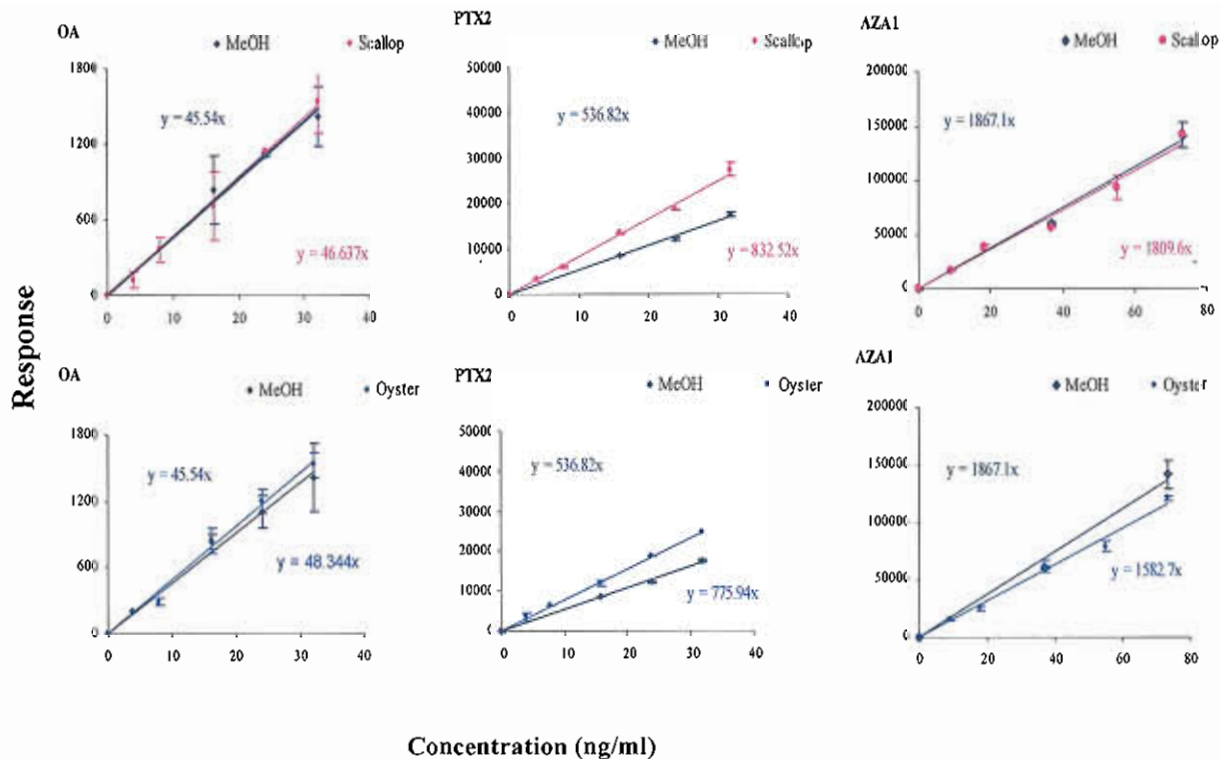 OA
MeOH Scallop
1800
1200
600
0
0 10 20 30 40
y = 45.54x
y = 46.637x
PTX2
MeOH Scallop
50000
40000
30000
20000
10000
0
0 10 20 30 40
y = 536.82x
y = 832.52x
AZA1
MeOH Scallop
200000
150000
100000
50000
0
0 20 40 60 80
y = 1867.1x
y = 1809.6x
Response
OA
MeOH Oyster
1800
1200
600
0
0 10 20 30 40
y = 45.54x
y = 48.344x
PTX2
MeOH Oyster
50000
40000
30000
20000
10000
0
0 10 20 30 40
y = 536.82x
y = 775.94x
AZA1
MeOH Oyster
200000
150000
100000
50000
0
0 20 40 60 80
y = 1867.1x
y = 1582.7x
Concentration (ng/ml)